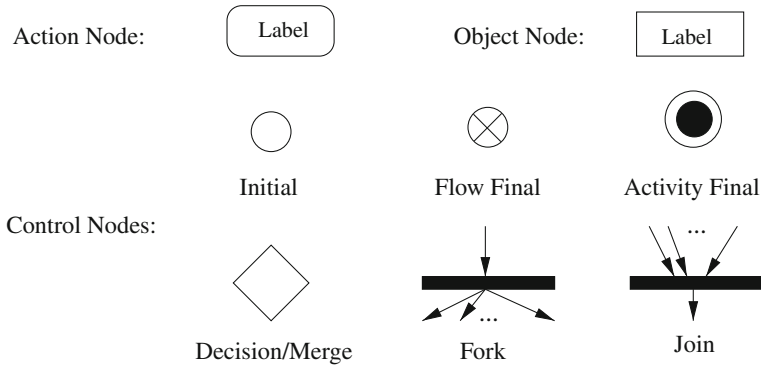 Action Node:
Label
Object Node:
Label
Initial
Flow Final
Activity Final
Control Nodes:
...
...
Decision/Merge
Fork
Join